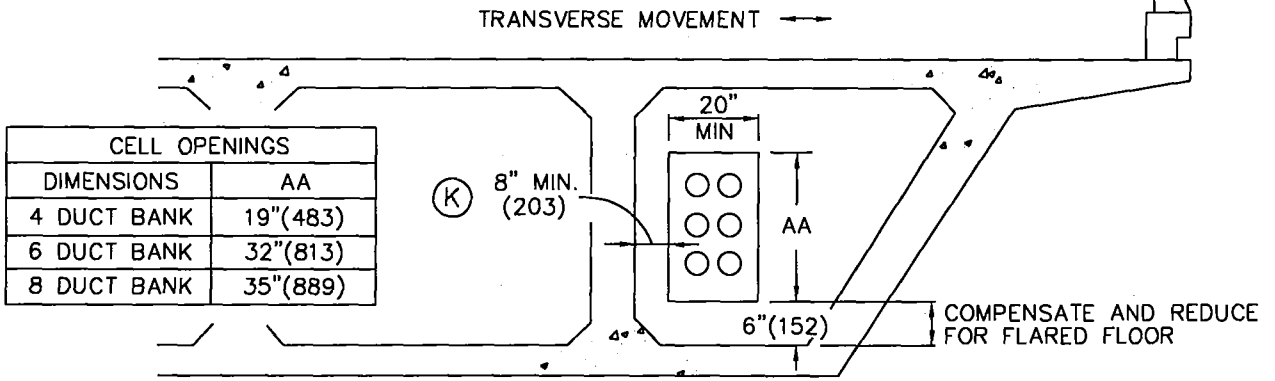 TRANSVERSE MOVEMENT
20"
MIN
CELL OPENINGS
DIMENSIONS AA
4 DUCT BANK 19"(483)
6 DUCT BANK 32"(813)
8 DUCT BANK 35"(889)
K
8" MIN.
(203)
AA
6"(152)
COMPENSATE AND REDUCE
FOR FLARED FLOOR